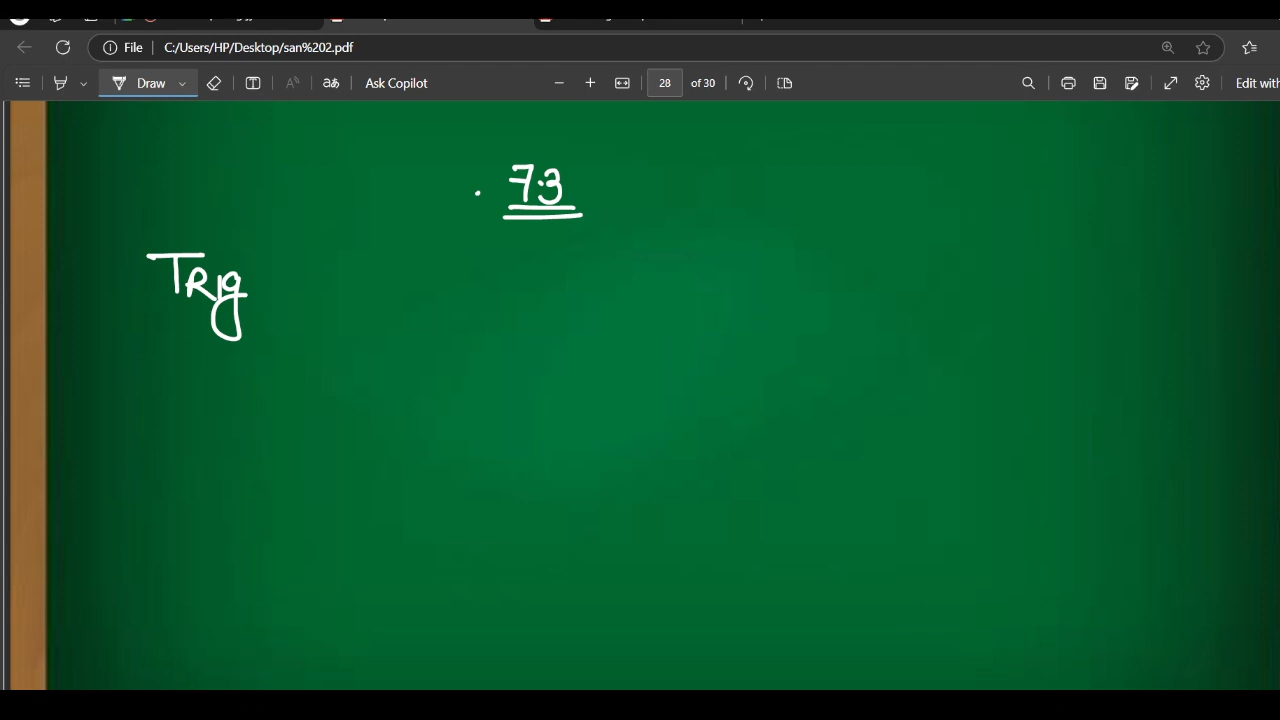 File | C:/Users/HP/Desktop/san%202.pdf
Draw Ask Copilot 28 of 30 Edit with
7.3
Trig